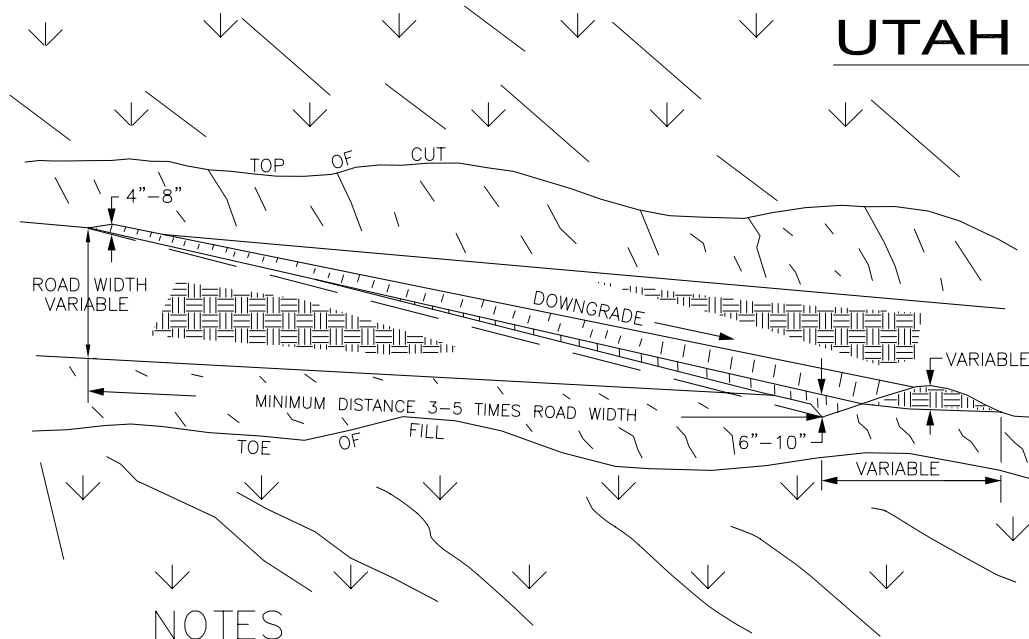 UTAH
TOP OF CUT
4"-8"
ROAD WIDTH
VARIABLE
DOWNGRADE
VARIABLE
MINIMUM DISTANCE 3-5 TIMES ROAD WIDTH
6"-10"
TOE OF FILL
VARIABLE
NOTES